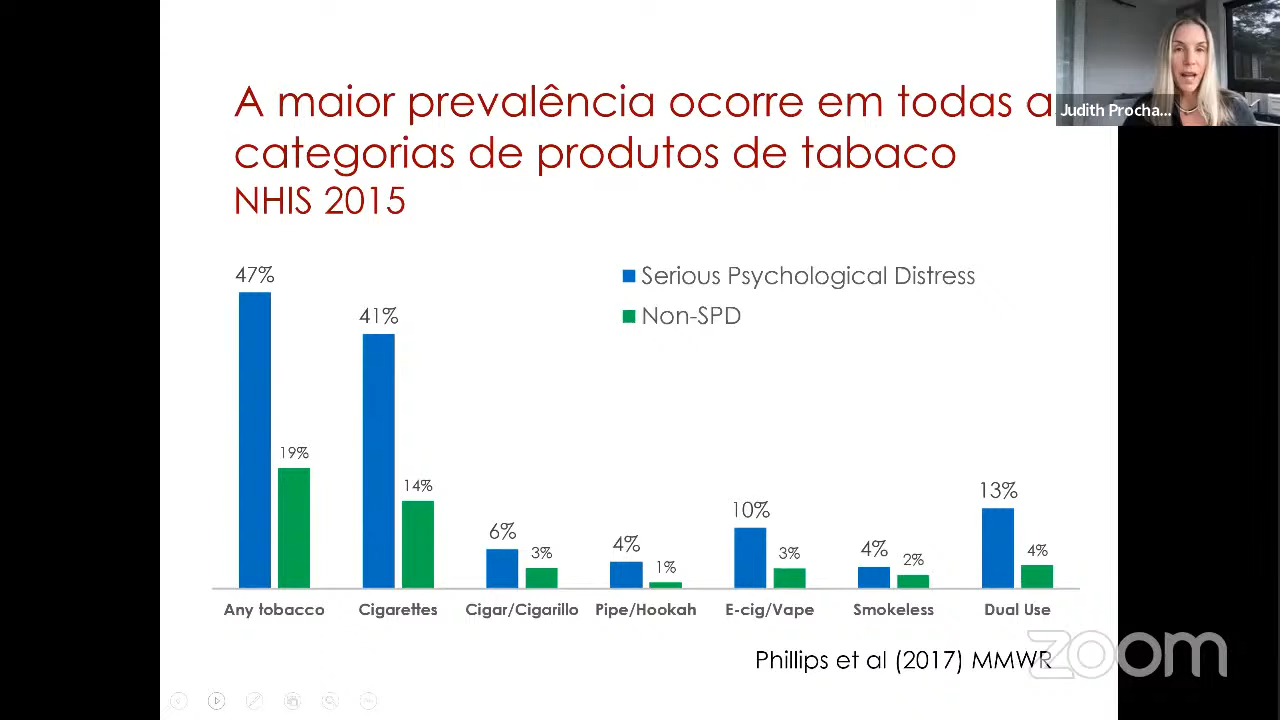 A maior prevalência ocorre em todas a
categorias de produtos de tabaco
NHIS 2015
Judith Procha...
Serious Psychological Distress
Non-SPD
47%
19%
41%
14%
6%
3%
4%
1%
10%
3%
4%
2%
13%
4%
Any tobacco
Cigarettes
Cigar/Cigarillo
Pipe/Hookah
E-cig/Vape
Smokeless
Dual Use
Phillips et al (2017) MMWR
zoom